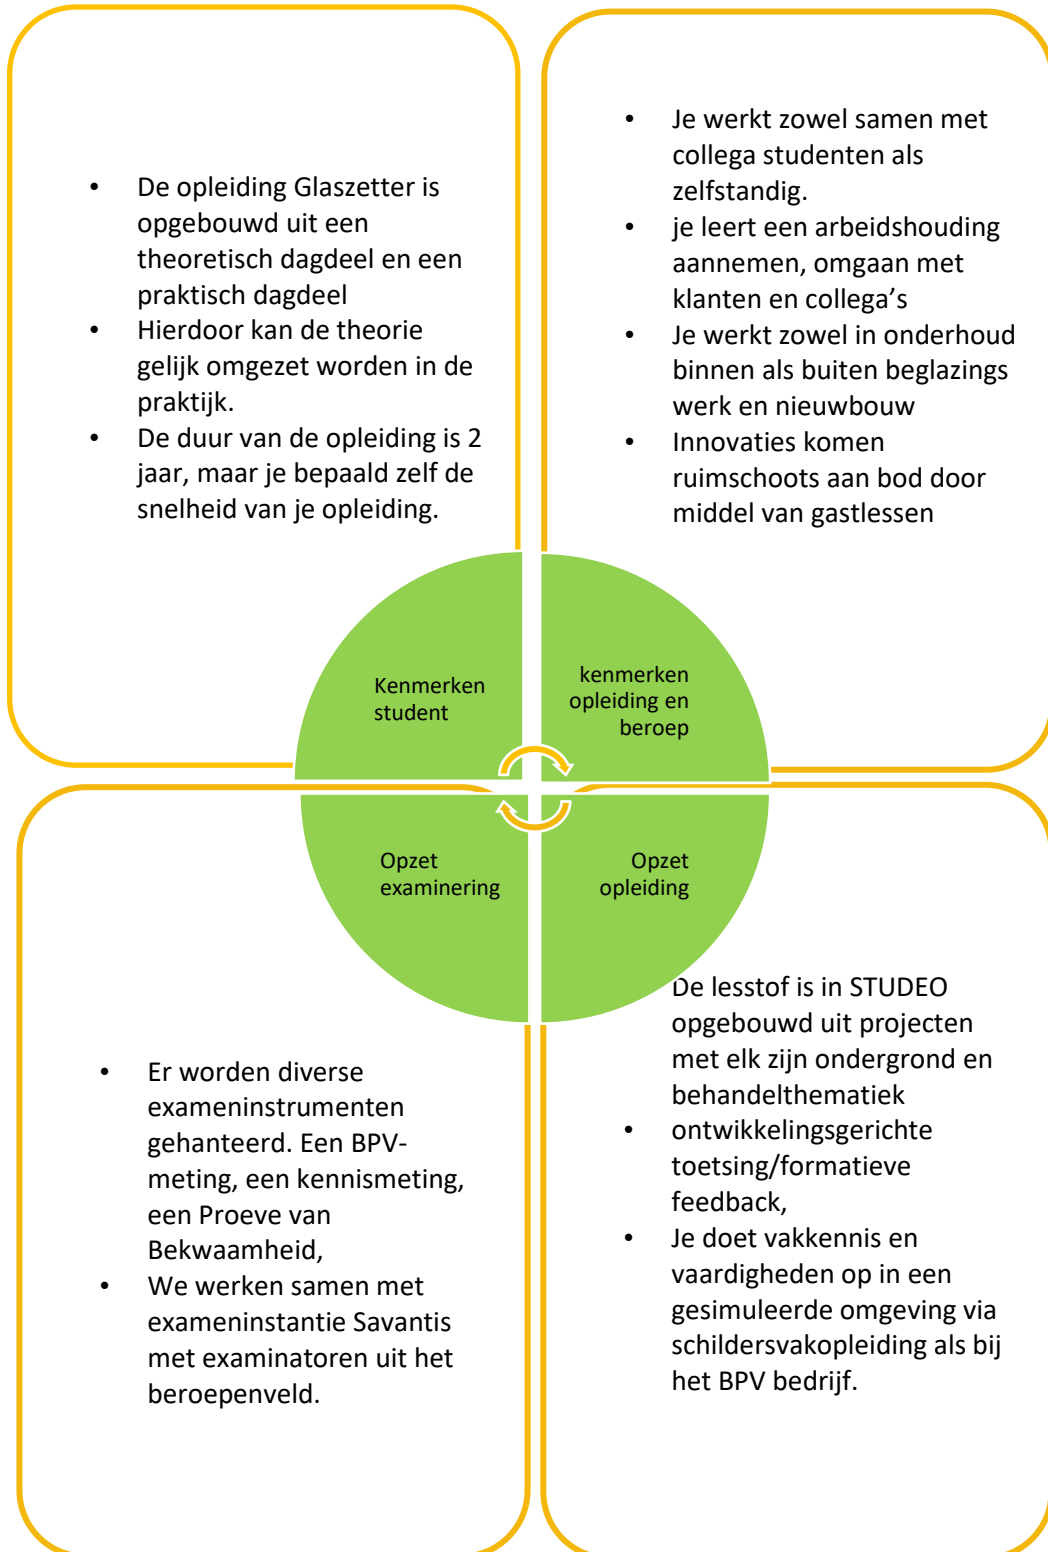 • De opleiding Glaszetter is
opgebouwd uit een
theoretisch dagdeel en een
praktisch dagdeel
• Hierdoor kan de theorie
gelijk omgezet worden in de
praktijk.
• De duur van de opleiding is 2
jaar, maar je bepaald zelf de
snelheid van je opleiding.
• Je werkt zowel samen met
collega studenten als
zelfstandig.
• je leert een arbeidshouding
aannemen, omgaan met
klanten en collega’s
• Je werkt zowel in onderhoud
binnen als buiten beglazings
werk en nieuwbouw
• Innovaties komen
ruimschoots aan bod door
middel van gastlessen
Kenmerken
student
kenmerken
opleiding en
beroep
Opzet
examinering
Opzet
opleiding
• Er worden diverse
exameninstrumenten
gehanteerd. Een BPV-
meting, een kennismeting,
een Proeve van
Bekwaamheid,
• We werken samen met
exameninstantie Savantis
met examinatoren uit het
beroepenveld.
De lesstof is in STUDEO
opgebouwd uit projecten
met elk zijn ondergrond en
behandelthematiek
• ontwikkelingsgerichte
toetsing/formatieve
feedback,
• Je doet vakkennis en
vaardigheden op in een
gesimuleerde omgeving via
schildersvakopleiding als bij
het BPV bedrijf.